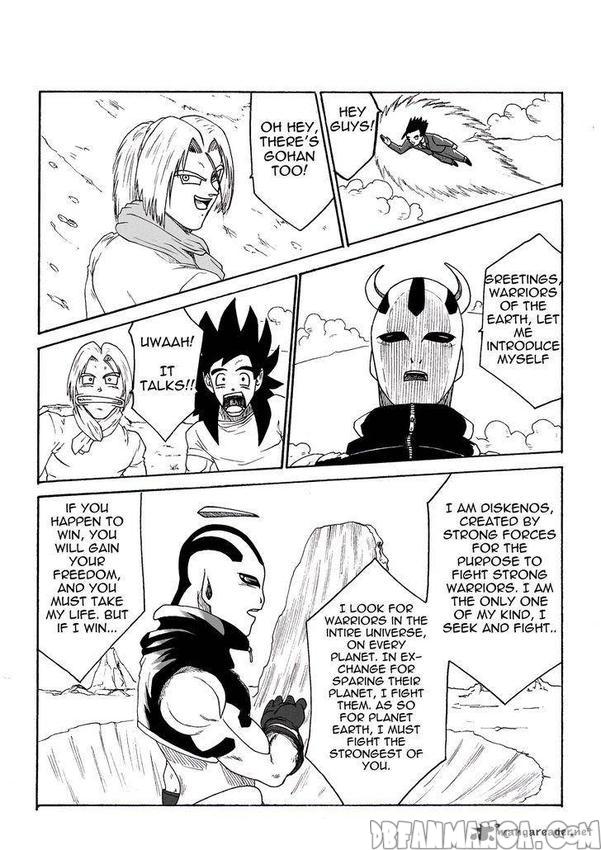 HEY
GUYS!
OH HEY,
THERE'S
GOHAN
TOO!
GREETINGS,
WARRIORS
OF THE
EARTH, LET
ME
INTRODUCE
MYSELF
UWAAH!
IT
TALKS!!
I AM DISKENOS,
CREATED BY
STRONG FORCES
FOR THE
PURPOSE TO
FIGHT STRONG
WARRIORS. I AM
THE ONLY ONE
OF MY KIND, I
SEEK AND FIGHT..
I LOOK FOR
WARRIORS IN THE
INTIRE UNIVERSE,
ON EVERY
PLANET. IN EX-
CHANGE FOR
SPARING THEIR
PLANET, I FIGHT
THEM. AS SO
FOR PLANET
EARTH, I MUST
FIGHT THE
STRONGEST OF
YOU.
IF YOU
HAPPEN TO
WIN, YOU
WILL GAIN
YOUR
FREEDOM,
AND YOU
MUST TAKE
MY LIFE. BUT
IF I WIN...
mangareader.net
DBFANMANGA.COM